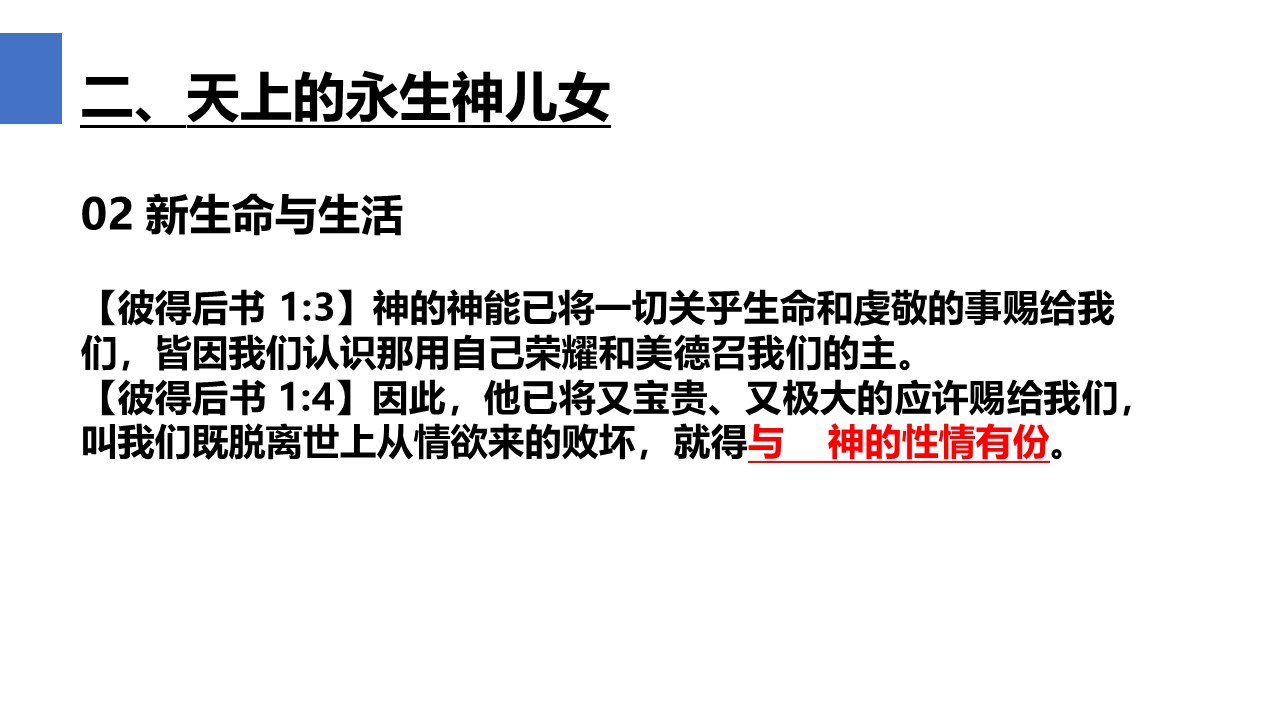 二、天上的永生神儿女
02 新生命与生活
【彼得后书 1:3】神的神能已将一切关乎生命和虔敬的事赐给我
们，皆因我们认识那用自己荣耀和美德召我们的主。
【彼得后书 1:4】因此，他已将又宝贵、又极大的应许赐给我们，
叫我们既脱离世上从情欲来的败坏，就得与　神的性情有份。